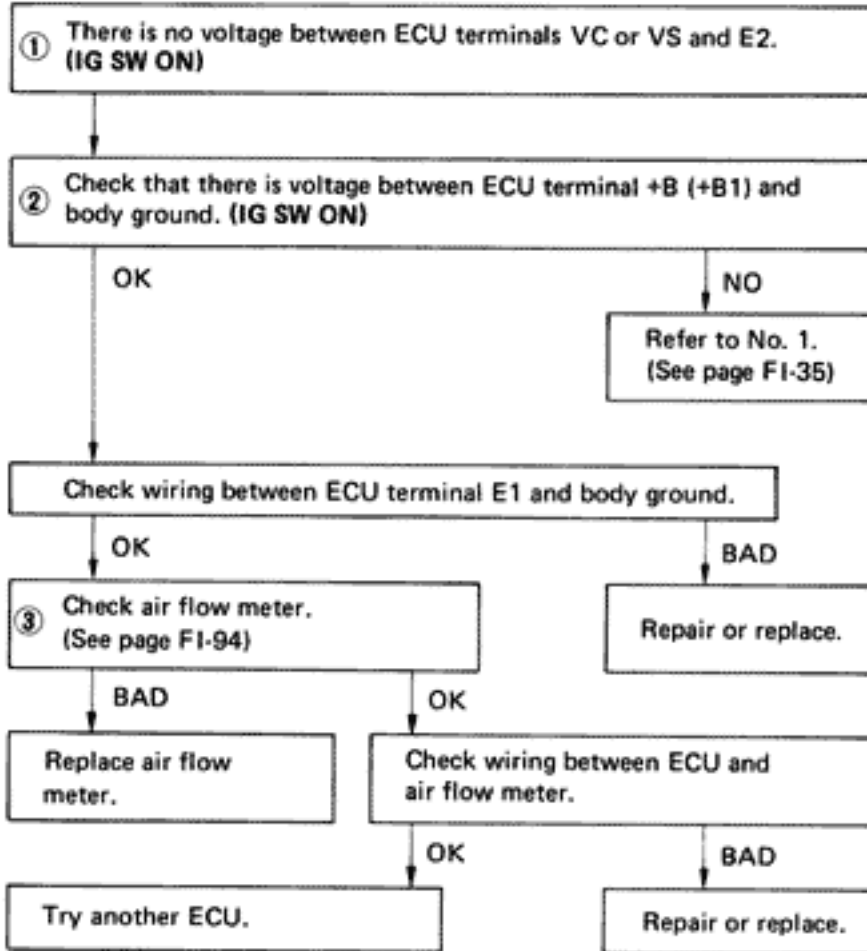 ① There is no voltage between ECU terminals VC or VS and E2.
(IG SW ON)
② Check that there is voltage between ECU terminal +B (+B1) and
body ground. (IG SW ON)
OK
NO
Refer to No. 1.
(See page FI-35)
Check wiring between ECU terminal E1 and body ground.
OK
BAD
③ Check air flow meter.
(See page FI-94)
Repair or replace.
BAD
OK
Replace air flow
meter.
Check wiring between ECU and
air flow meter.
OK
BAD
Try another ECU.
Repair or replace.